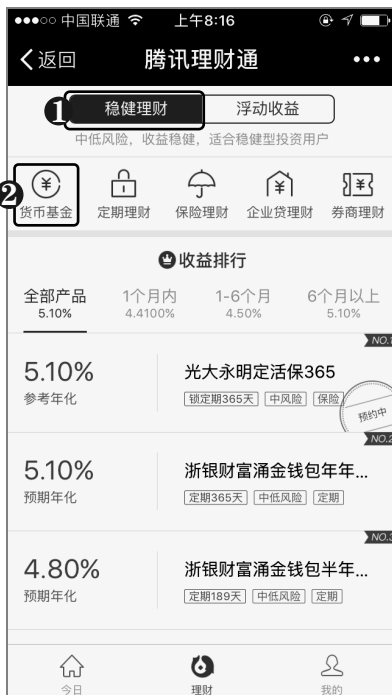 中国联通 上午8:16
返回 腾讯理财通
1 稳健理财 浮动收益
中低风险，收益稳健，适合稳健型投资用户
2
货币基金 定期理财 保险理财 企业贷理财 券商理财
收益排行
全部产品 1个月内 1-6个月 6个月以上
5.10% 4.4100% 4.50% 5.10%
NO.1
5.10% 光大永明定活保365
参考年化 锁定期365天 中风险 保险
预约中
NO.2
5.10% 浙银财富涌金钱包年年...
预期年化 定期365天 中低风险 定期
NO.3
4.80% 浙银财富涌金钱包半年...
预期年化 定期189天 中低风险 定期
今日 理财 我的